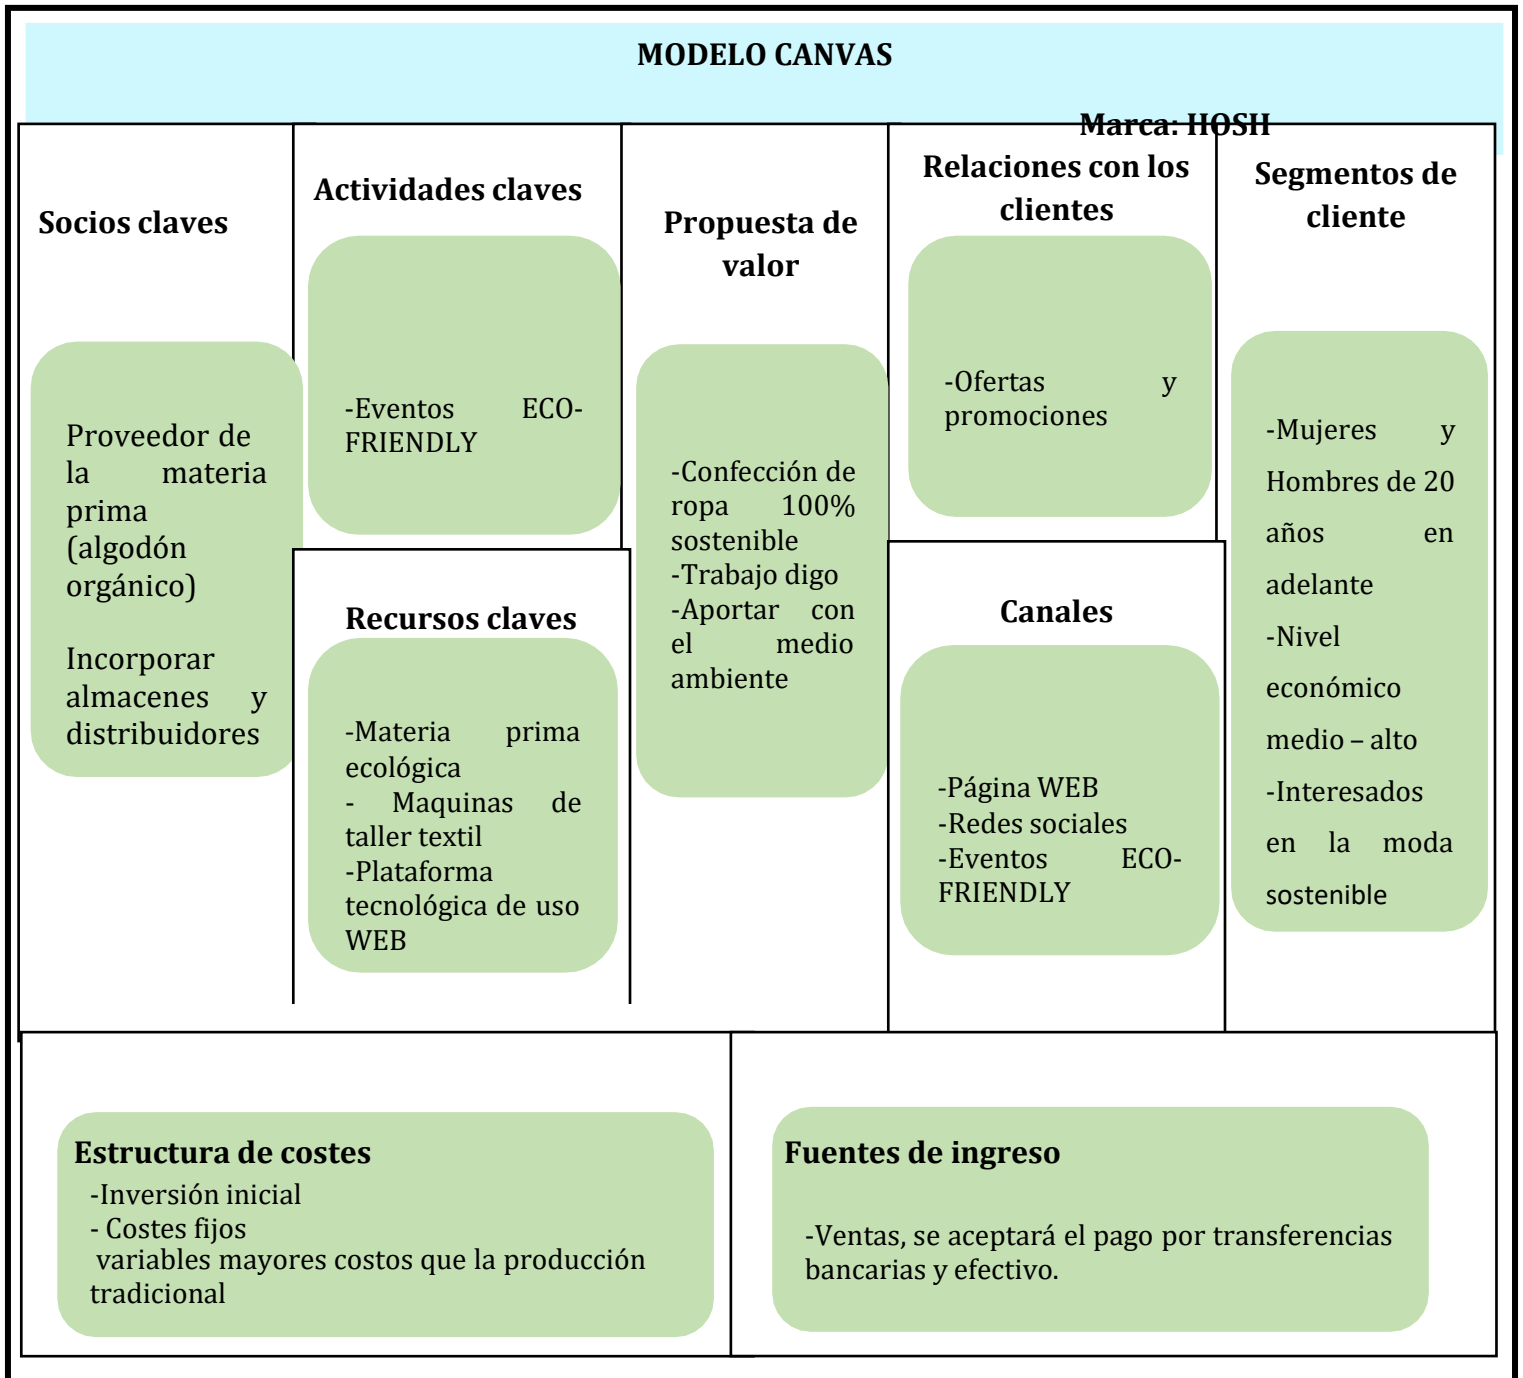 MODELO CANVAS
Marca: HOSH
Socios claves
Proveedor de
la materia
prima
(algodón
orgánico)
Incorporar
almacenes y
distribuidores
Actividades claves
-Eventos ECO-
FRIENDLY
Recursos claves
-Materia prima
ecológica
- Maquinas de
taller textil
-Plataforma
tecnológica de uso
WEB
Propuesta de
valor
-Confección de
ropa 100%
sostenible
-Trabajo digo
-Aportar con
el medio
ambiente
Relaciones con los
clientes
-Ofertas y
promociones
Canales
-Página WEB
-Redes sociales
-Eventos ECO-
FRIENDLY
Segmentos de
cliente
-Mujeres y
Hombres de 20
años en
adelante
-Nivel
económico
medio – alto
-Interesados
en la moda
sostenible
Estructura de costes
-Inversión inicial
- Costes fijos
variables mayores costos que la producción
tradicional
Fuentes de ingreso
-Ventas, se aceptará el pago por transferencias
bancarias y efectivo.